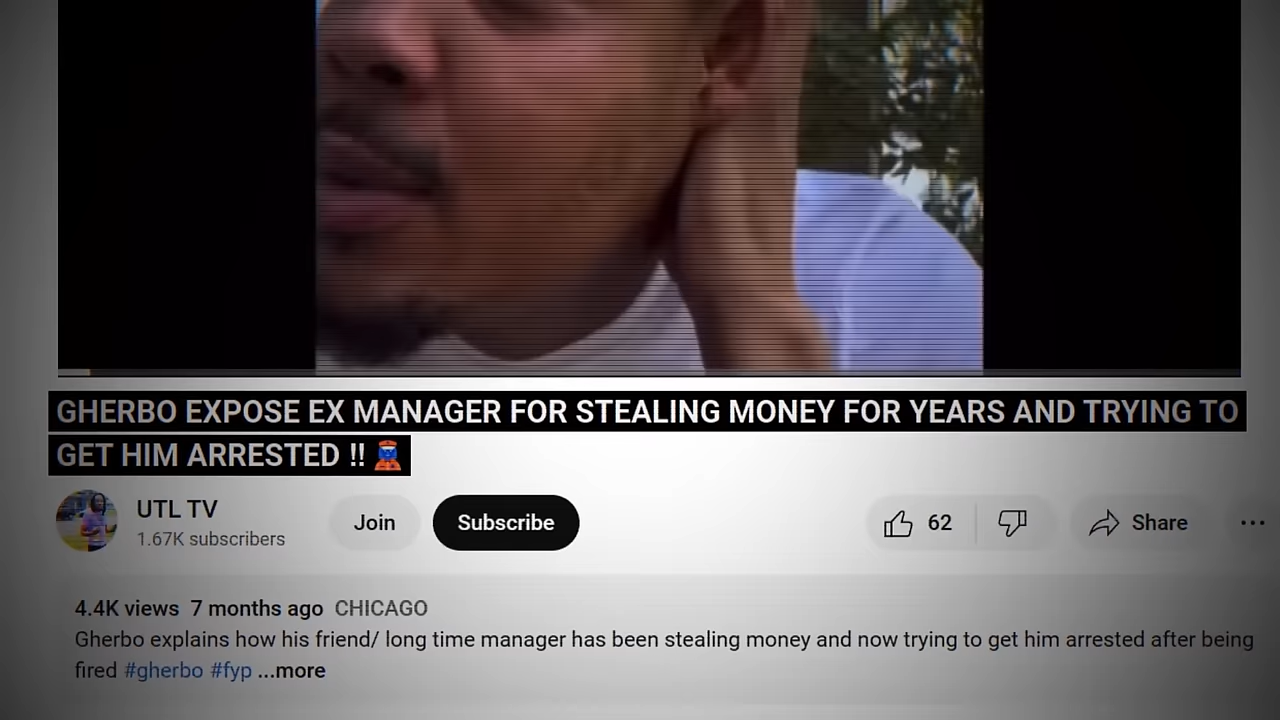 GHERBO EXPOSE EX MANAGER FOR STEALING MONEY FOR YEARS AND TRYING TO
GET HIM ARRESTED !!
UTL TV
1.67K subscribers
Join
Subscribe
62
Share
4.4K views 7 months ago CHICAGO
Gherbo explains how his friend/ long time manager has been stealing money and now trying to get him arrested after being
fired #gherbo #fyp ...more